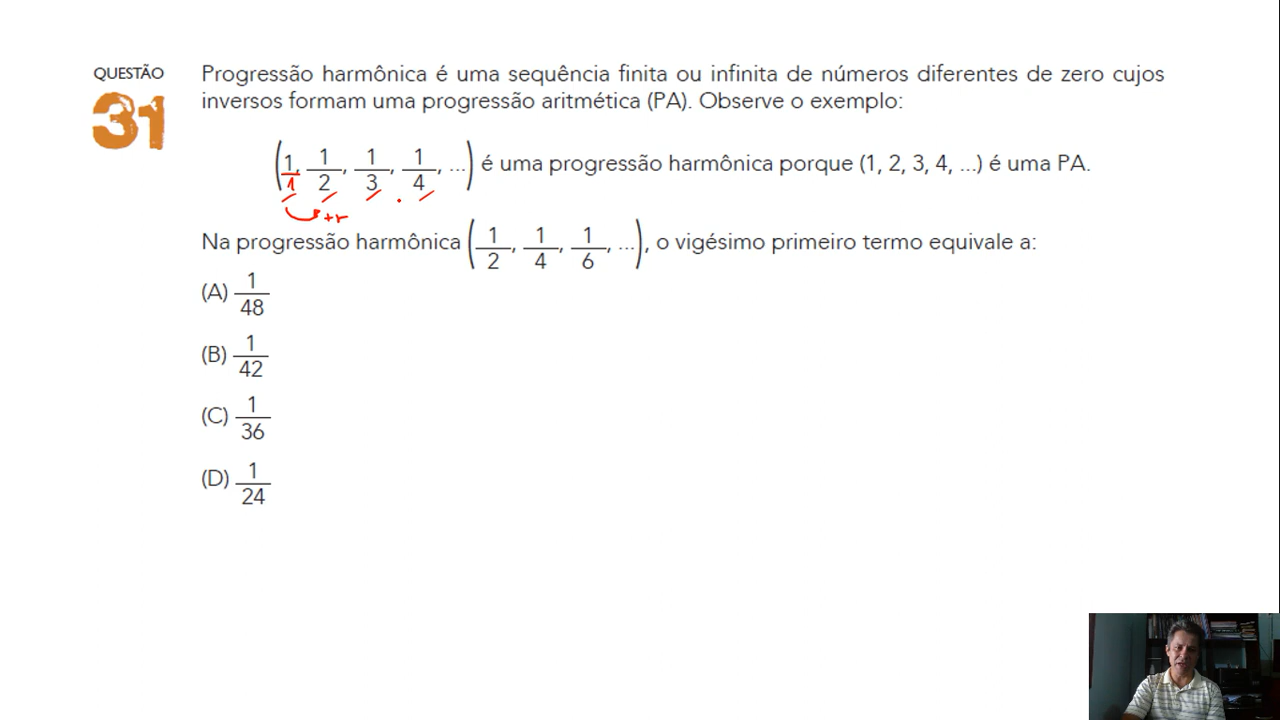 QUESTÃO
31
Progressão harmônica é uma sequência finita ou infinita de números diferentes de zero cujos
inversos formam uma progressão aritmética (PA). Observe o exemplo:
(1, 1/2, 1/3, 1/4, ...) é uma progressão harmônica porque (1, 2, 3, 4, ...) é uma PA.
1
+r
Na progressão harmônica (1/2, 1/4, 1/6, ...), o vigésimo primeiro termo equivale a:
(A) 1/48
(B) 1/42
(C) 1/36
(D) 1/24